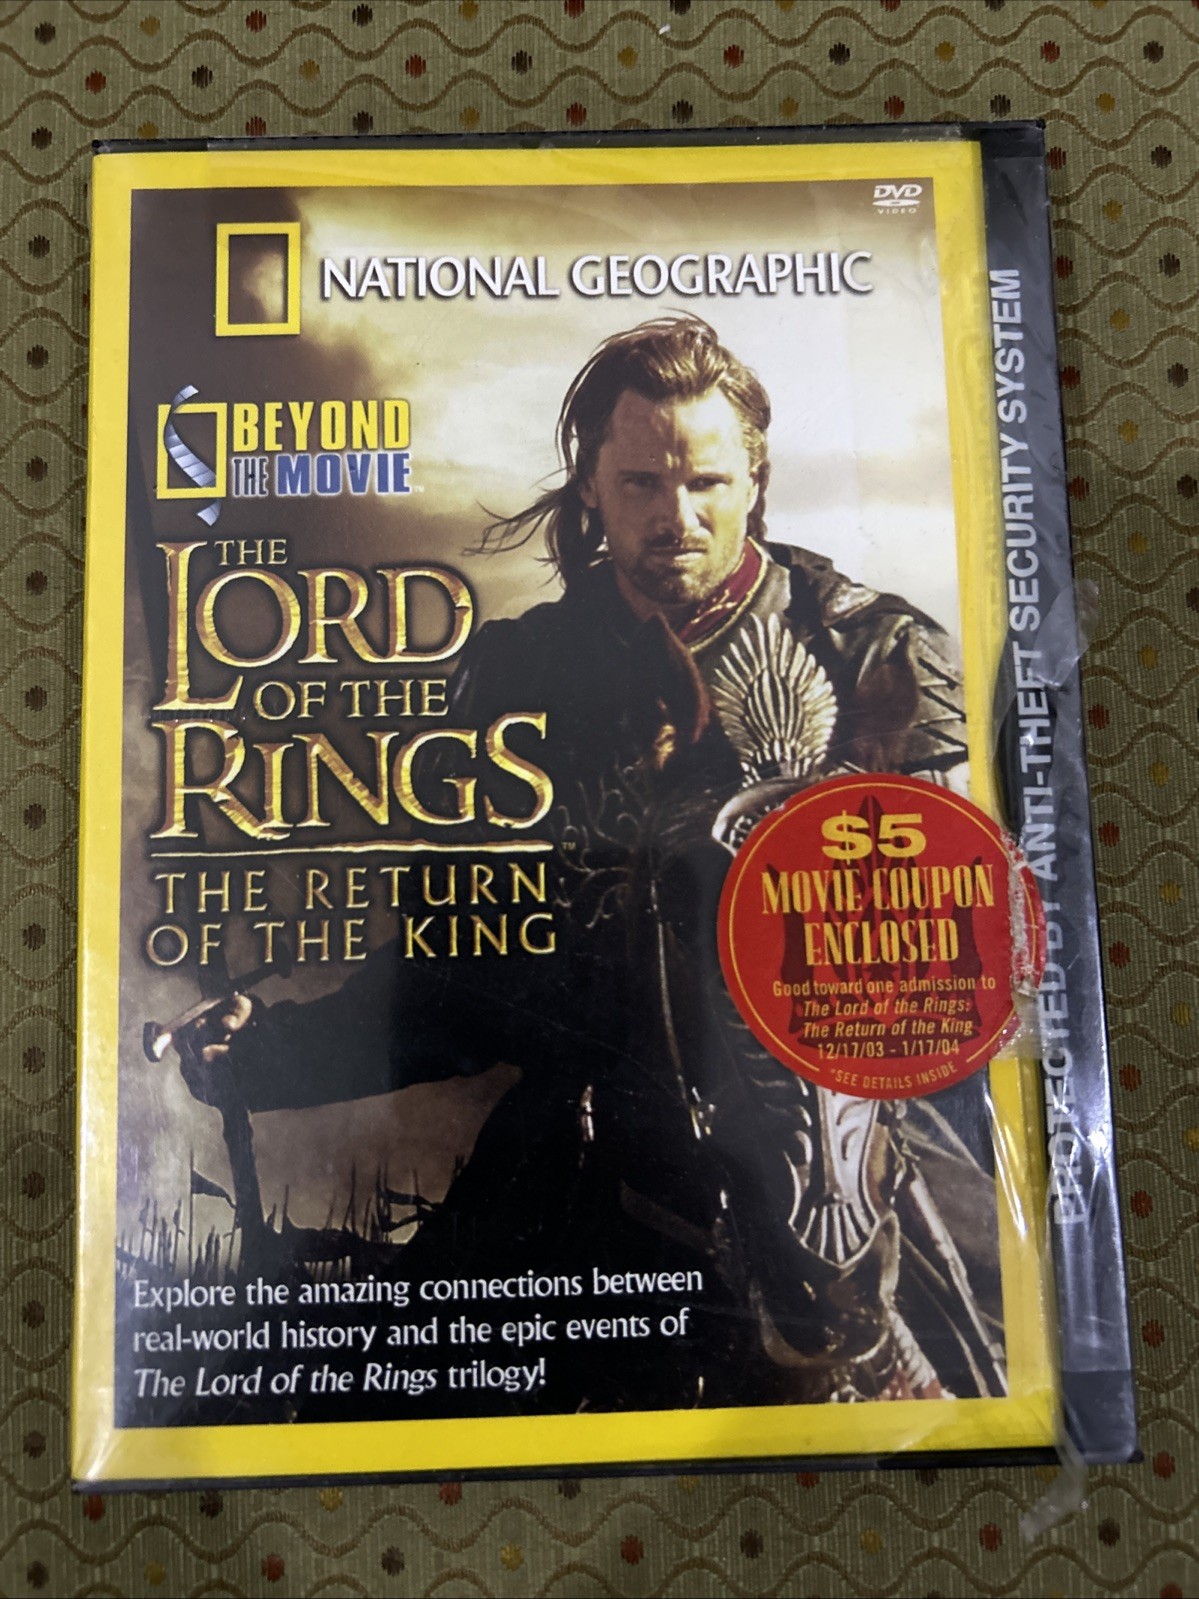 DVD
VIDEO
NATIONAL GEOGRAPHIC
BEYOND
THE MOVIE™
THE
LORD
OF THE
RINGS™
THE RETURN
OF THE KING
$5
MOVIE COUPON
ENCLOSED
Good toward one admission to
The Lord of the Rings:
The Return of the King
12/17/03 - 1/17/04
*SEE DETAILS INSIDE
Explore the amazing connections between
real-world history and the epic events of
The Lord of the Rings trilogy!
PROTECTED BY ANTI-THEFT SECURITY SYSTEM